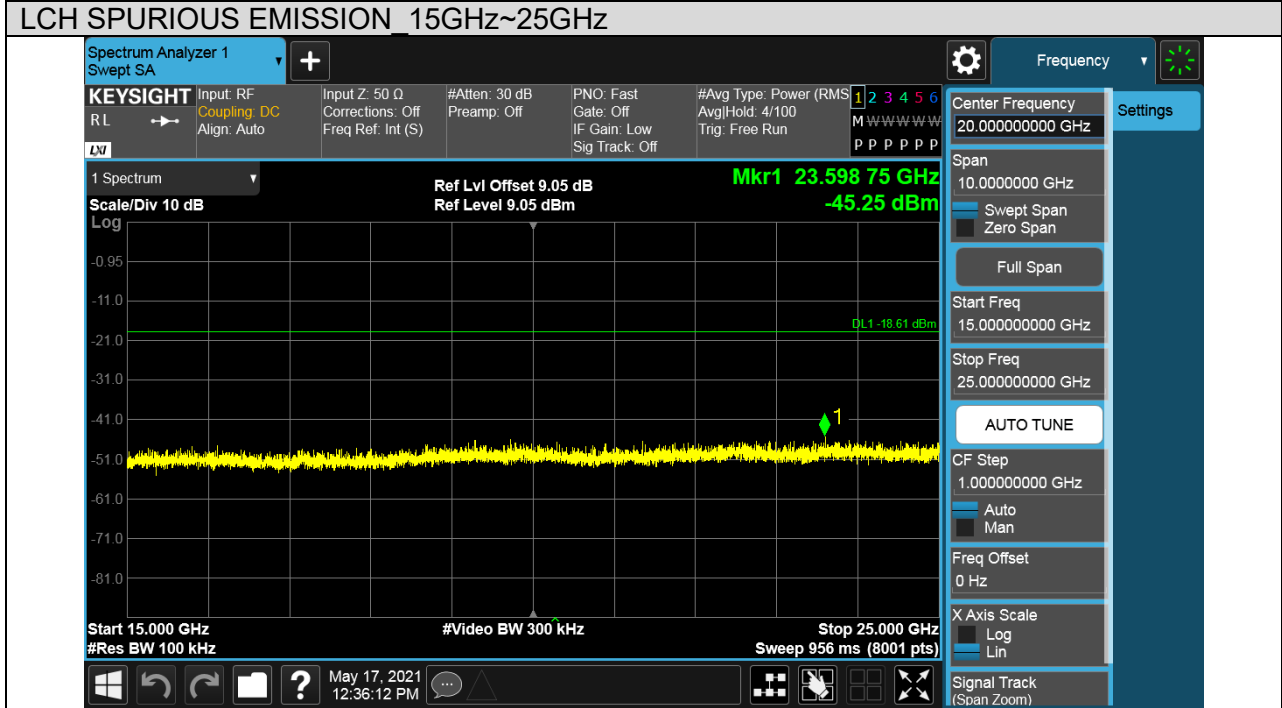 LCH SPURIOUS EMISSION_15GHz~25GHz
Spectrum Analyzer 1
Swept SA
+
Frequency
KEYSIGHT
RL
LXI
Input: RF
Coupling: DC
Align: Auto
Input Z: 50 Ω
Corrections: Off
Freq Ref: Int (S)
#Atten: 30 dB
Preamp: Off
PNO: Fast
Gate: Off
IF Gain: Low
Sig Track: Off
#Avg Type: Power (RMS
Avg|Hold: 4/100
Trig: Free Run
1 2 3 4 5 6
M W W W W W
P P P P P P
1 Spectrum
Scale/Div 10 dB
Ref Lvl Offset 9.05 dB
Ref Level 9.05 dBm
Mkr1 23.598 75 GHz
-45.25 dBm
Log
-0.95
-11.0
DL1 -18.61 dBm
-21.0
-31.0
-41.0
1
-51.0
-61.0
-71.0
-81.0
Start 15.000 GHz
#Video BW 300 kHz
Stop 25.000 GHz
#Res BW 100 kHz
Sweep 956 ms (8001 pts)
?
May 17, 2021
12:36:12 PM
Center Frequency
20.000000000 GHz
Settings
Span
10.0000000 GHz
Swept Span
Zero Span
Full Span
Start Freq
15.000000000 GHz
Stop Freq
25.000000000 GHz
AUTO TUNE
CF Step
1.000000000 GHz
Auto
Man
Freq Offset
0 Hz
X Axis Scale
Log
Lin
Signal Track
(Span Zoom)